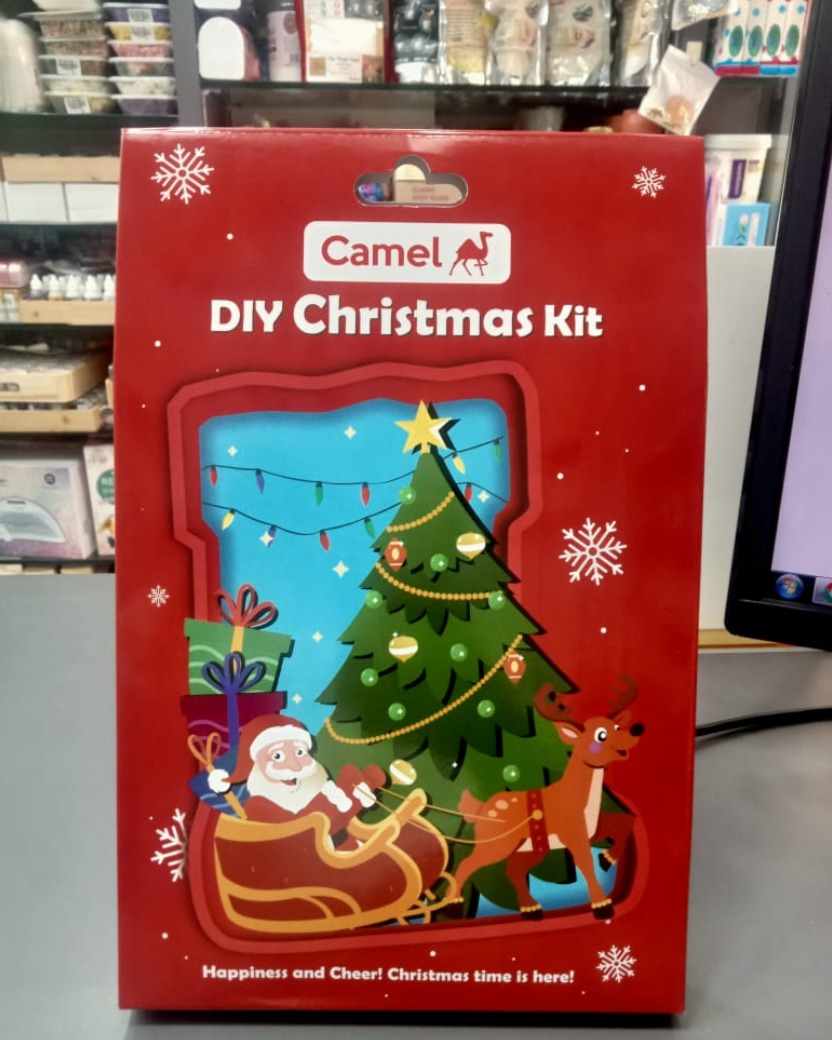 Camel
DIY Christmas Kit
Happiness and Cheer! Christmas time is here!